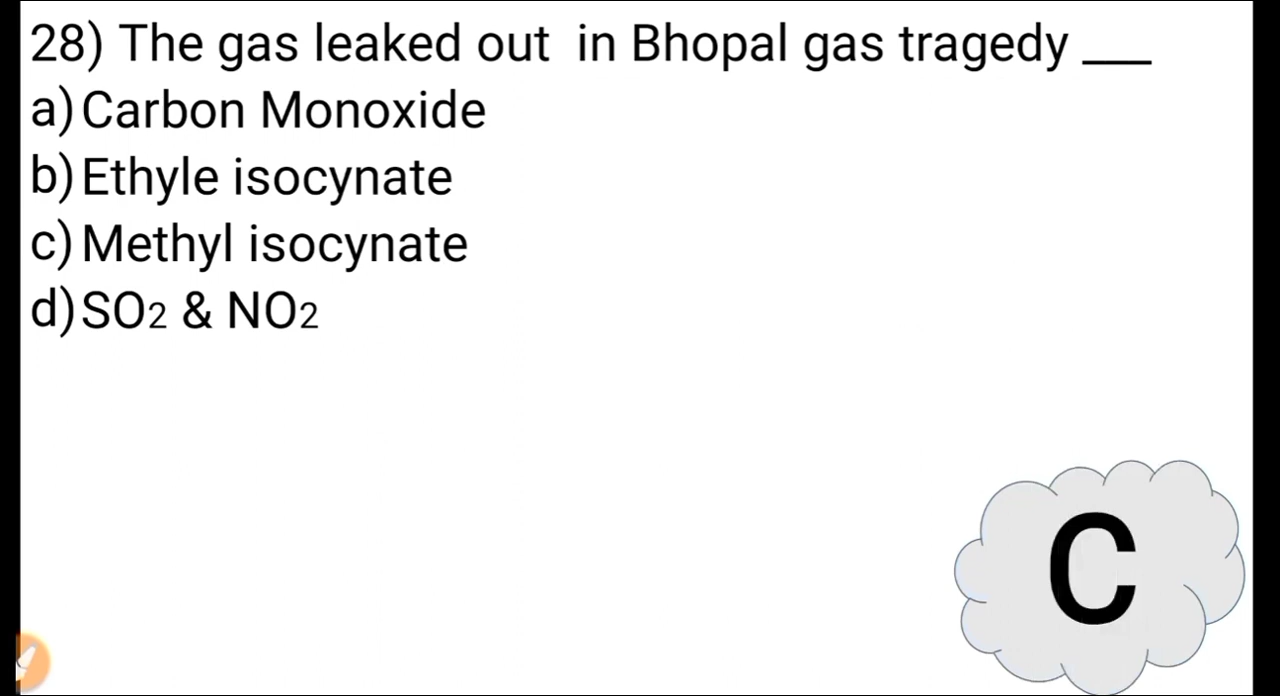 28) The gas leaked out in Bhopal gas tragedy ___
a) Carbon Monoxide
b) Ethyle isocynate
c) Methyl isocynate
d) SO2 & NO2
C